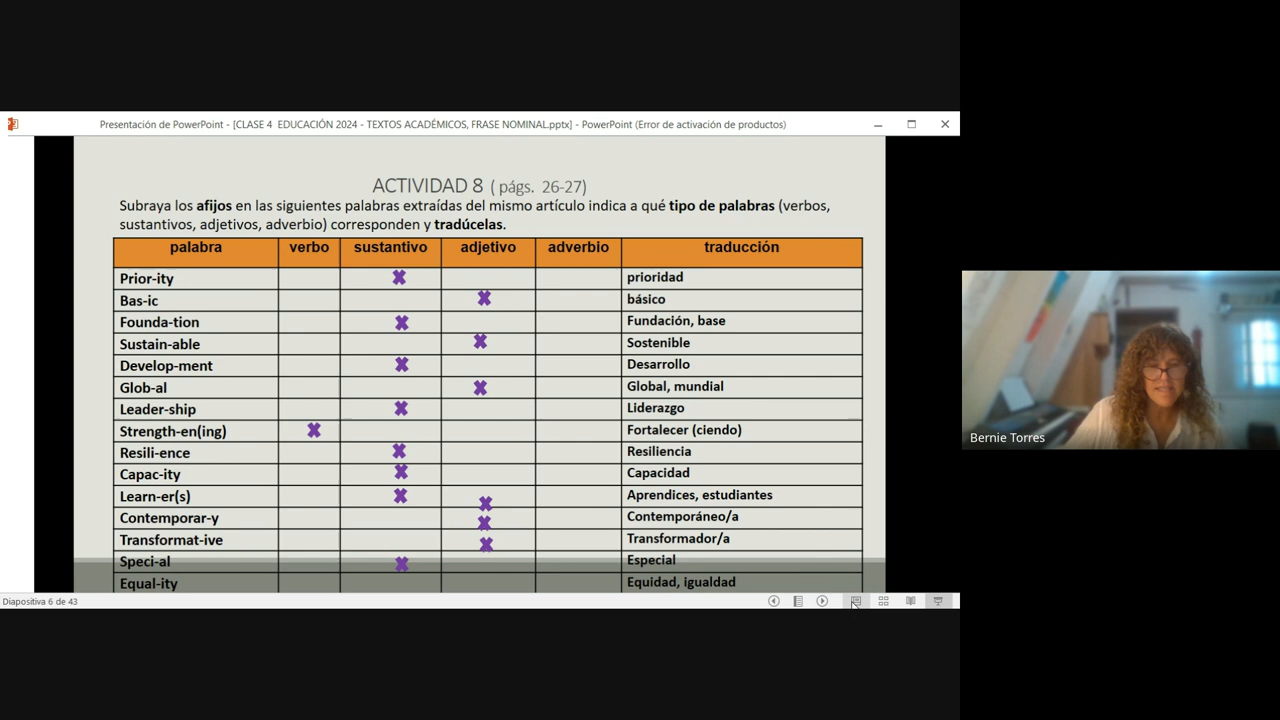 Presentación de PowerPoint - [CLASE 4 EDUCACIÓN 2024 - TEXTOS ACADÉMICOS, FRASE NOMINAL.pptx] - PowerPoint (Error de activación de productos)
ACTIVIDAD 8 ( págs. 26-27)
Subraya los afijos en las siguientes palabras extraídas del mismo artículo indica a qué tipo de palabras (verbos,
sustantivos, adjetivos, adverbio) corresponden y tradúcelas.
palabra verbo sustantivo adjetivo adverbio traducción
Prior-ity prioridad
Bas-ic básico
Founda-tion Fundación, base
Sustain-able Sostenible
Develop-ment Desarrollo
Glob-al Global, mundial
Leader-ship Liderazgo
Strength-en(ing) Fortalecer (ciendo)
Resili-ence Resiliencia
Capac-ity Capacidad
Learn-er(s) Aprendices, estudiantes
Contemporar-y Contemporáneo/a
Transformat-ive Transformador/a
Speci-al Especial
Equal-ity Equidad, igualdad
Diapositiva 6 de 43
Bernie Torres